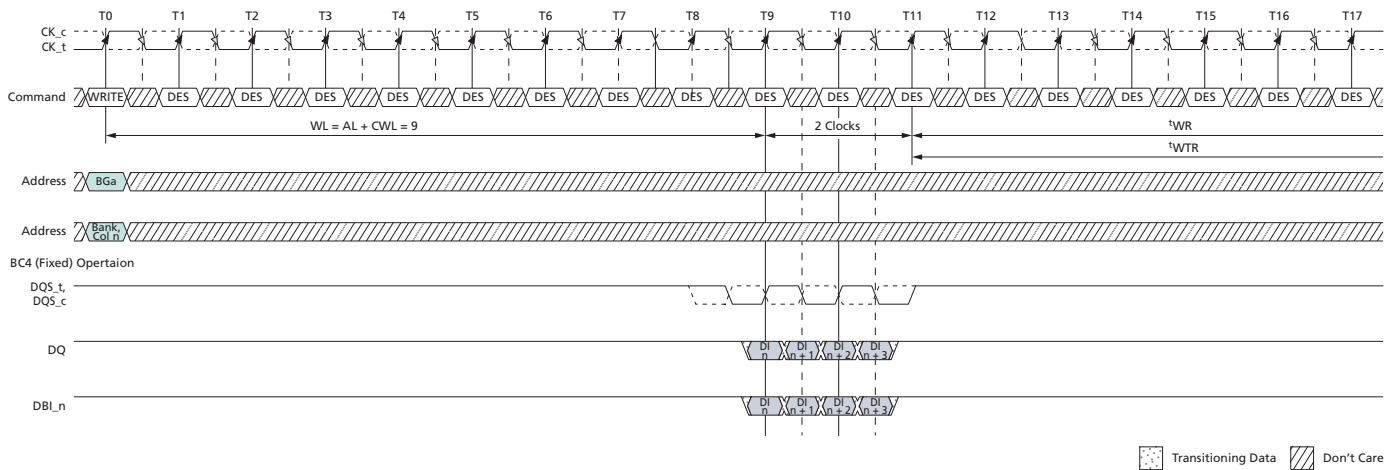 T0 T1 T2 T3 T4 T5 T6 T7 T8 T9 T10 T11 T12 T13 T14 T15 T16 T17
CK_c
CK_t
Command WRITE DES DES DES DES DES DES DES DES DES DES DES DES DES DES DES DES DES
WL = AL + CWL = 9 2 Clocks tWR
tWTR
Address BGa
Address Bank, Col n
BC4 (Fixed) Opertaion
DQS_t,
DQS_c
DQ DI n DI n + 1 DI n + 2 DI n + 3
DBI_n DI n DI n + 1 DI n + 2 DI n + 3
Transitioning Data Don't Care